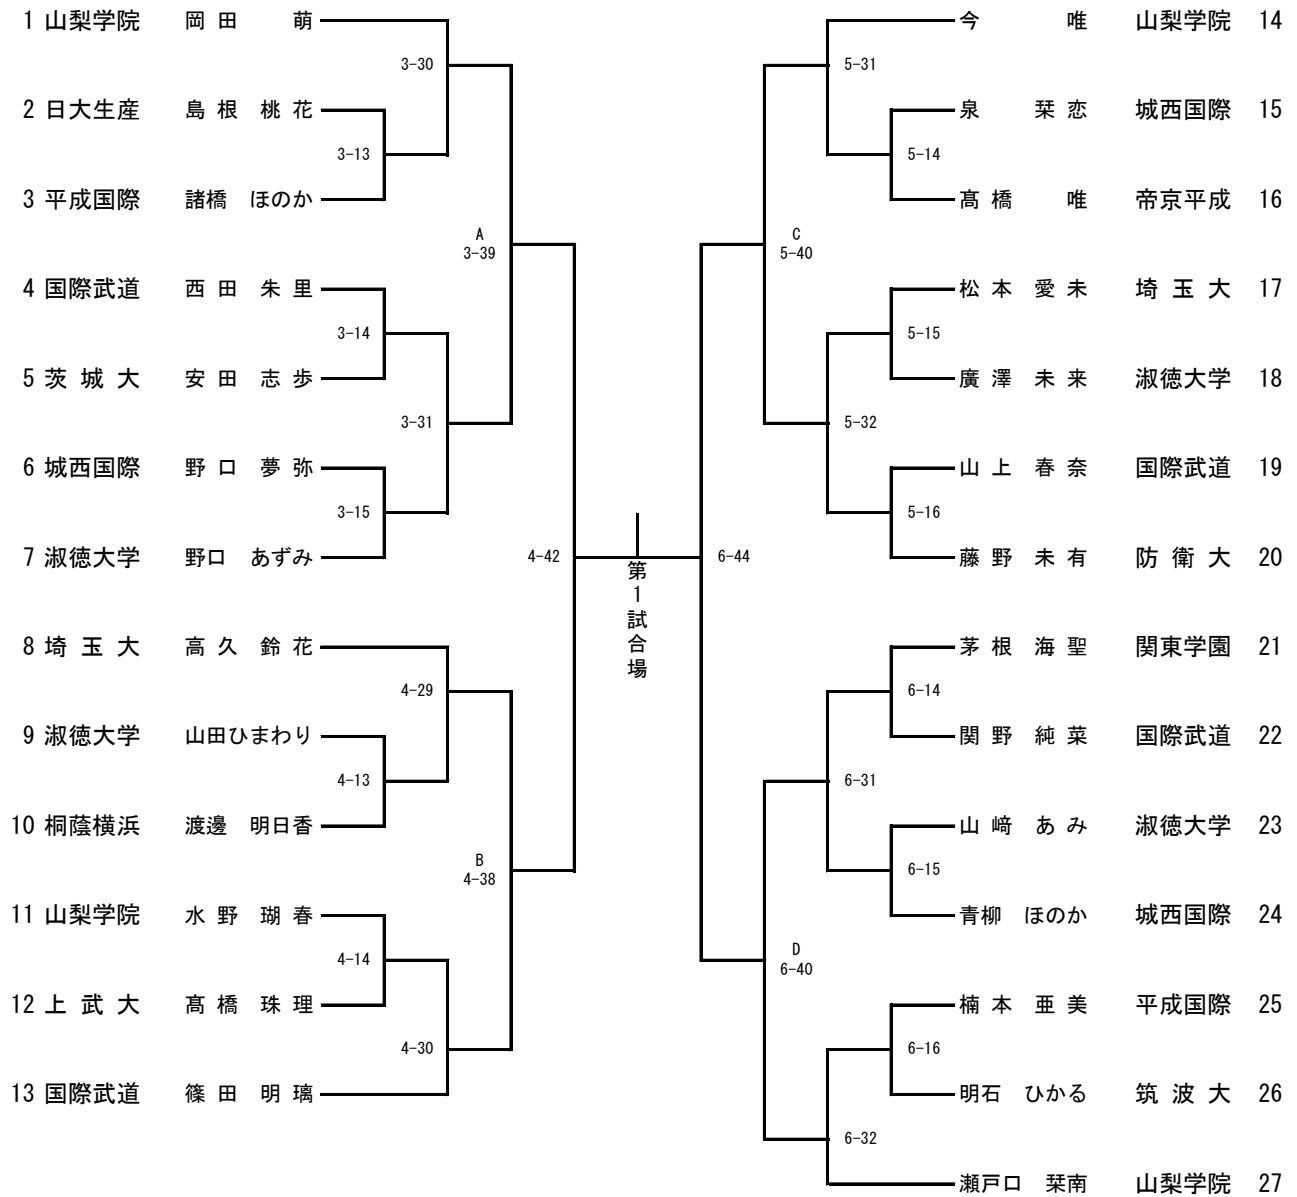 1 山梨学院 岡田 萌
3-30
2 日大生産 島根 桃花
3-13
3 平成国際 諸橋 ほのか
A
3-39
4 国際武道 西田 朱里
3-14
5 茨城大 安田 志歩
3-31
6 城西国際 野口 夢弥
3-15
7 淑徳大学 野口 あずみ
4-42
8 埼玉大 高久 鈴花
4-29
9 淑徳大学 山田ひまわり
4-13
10 桐蔭横浜 渡邊 明日香
B
4-38
11 山梨学院 水野 瑚春
4-14
12 上武大 髙橋 珠理
4-30
13 国際武道 篠田 明璃
第1試合場
今 唯 山梨学院 14
5-31
泉 栞恋 城西国際 15
5-14
髙橋 唯 帝京平成 16
C
5-40
松本 愛未 埼玉大 17
5-15
廣澤 未来 淑徳大学 18
5-32
山上 春奈 国際武道 19
5-16
藤野 未有 防衛大 20
6-44
茅根 海聖 関東学園 21
6-14
関野 純菜 国際武道 22
6-31
山﨑 あみ 淑徳大学 23
6-15
青柳 ほのか 城西国際 24
D
6-40
楠本 亜美 平成国際 25
6-16
明石 ひかる 筑波大 26
6-32
瀬戸口 栞南 山梨学院 27